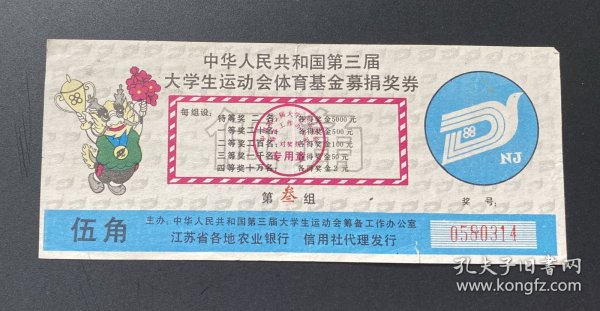 中华人民共和国第三届
大学生运动会体育基金募捐奖券
每组设:
特等奖 二 名: 各得奖金5000元
一等奖二十名: 各得奖金500元
二等奖二百名: 各得奖金100元
三等奖一千名: 各得奖金50元
四等奖十万名: 各得奖金2元
专用章
88
88
NJ
第 叁 组
奖 号:
伍角
主办:中华人民共和国第三届大学生运动会筹备工作办公室
江苏省各地农业银行 信用社代理发行
0580314
孔夫子旧书网
www.kongfz.com